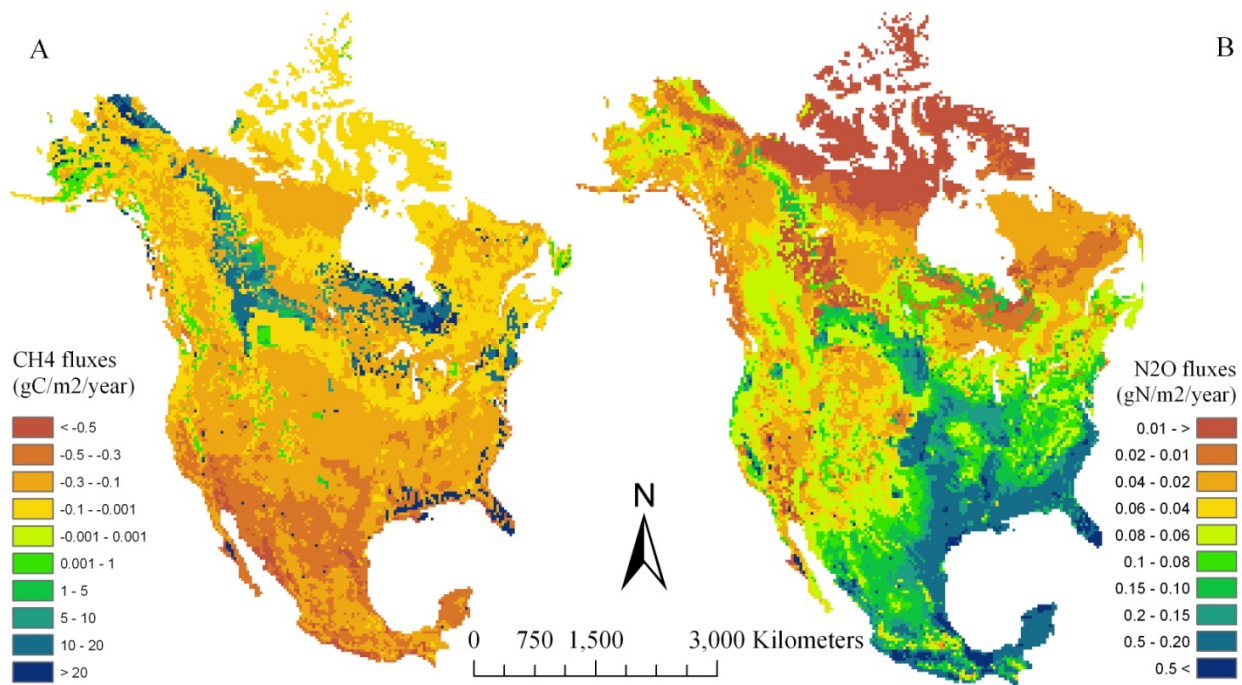 A
B
CH4 fluxes
(gC/m2/year)
< -0.5
-0.5 - -0.3
-0.3 - -0.1
-0.1 - -0.001
-0.001 - 0.001
0.001 - 1
1 - 5
5 - 10
10 - 20
> 20
N
0 750 1,500 3,000 Kilometers
N2O fluxes
(gN/m2/year)
0.01 - >
0.02 - 0.01
0.04 - 0.02
0.06 - 0.04
0.08 - 0.06
0.1 - 0.08
0.15 - 0.10
0.2 - 0.15
0.5 - 0.20
0.5 <